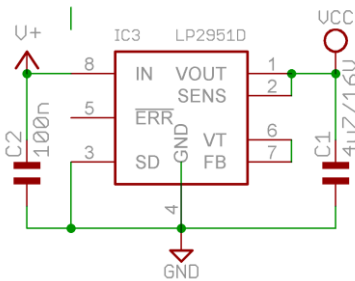 V+
IC3
LP2951D
VCC
8
IN
VOUT
1
SENS
2
5
ERR
VT
6
3
SD
GND
FB
7
4
C2
100n
C1
4µ7/16V
GND